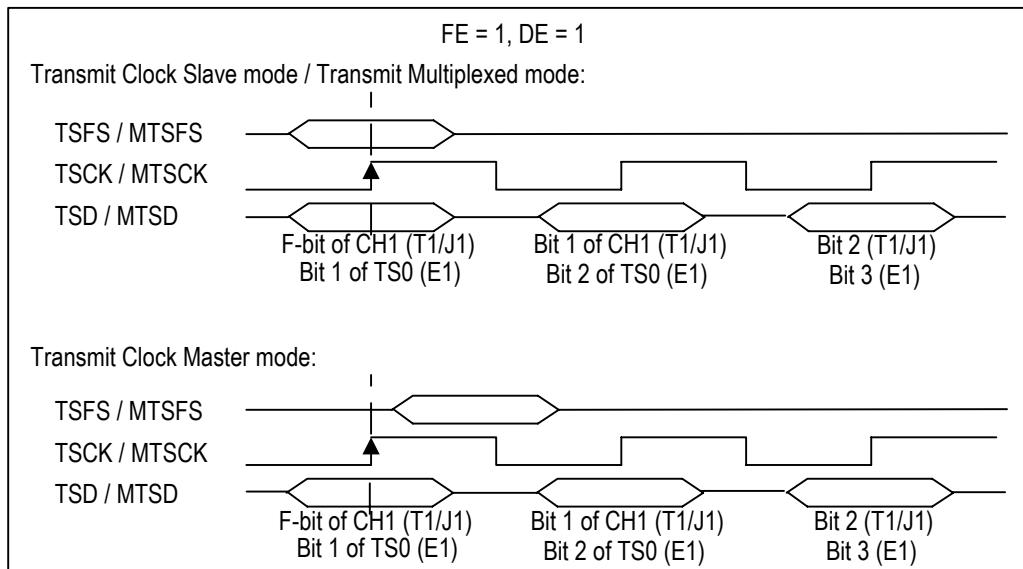 FE = 1, DE = 1
Transmit Clock Slave mode / Transmit Multiplexed mode:
TSFS / MTSFS
TSCK / MTSCK
TSD / MTSD
F-bit of CH1 (T1/J1) Bit 1 of CH1 (T1/J1) Bit 2 (T1/J1)
Bit 1 of TS0 (E1) Bit 2 of TS0 (E1) Bit 3 (E1)
Transmit Clock Master mode:
TSFS / MTSFS
TSCK / MTSCK
TSD / MTSD
F-bit of CH1 (T1/J1) Bit 1 of CH1 (T1/J1) Bit 2 (T1/J1)
Bit 1 of TS0 (E1) Bit 2 of TS0 (E1) Bit 3 (E1)